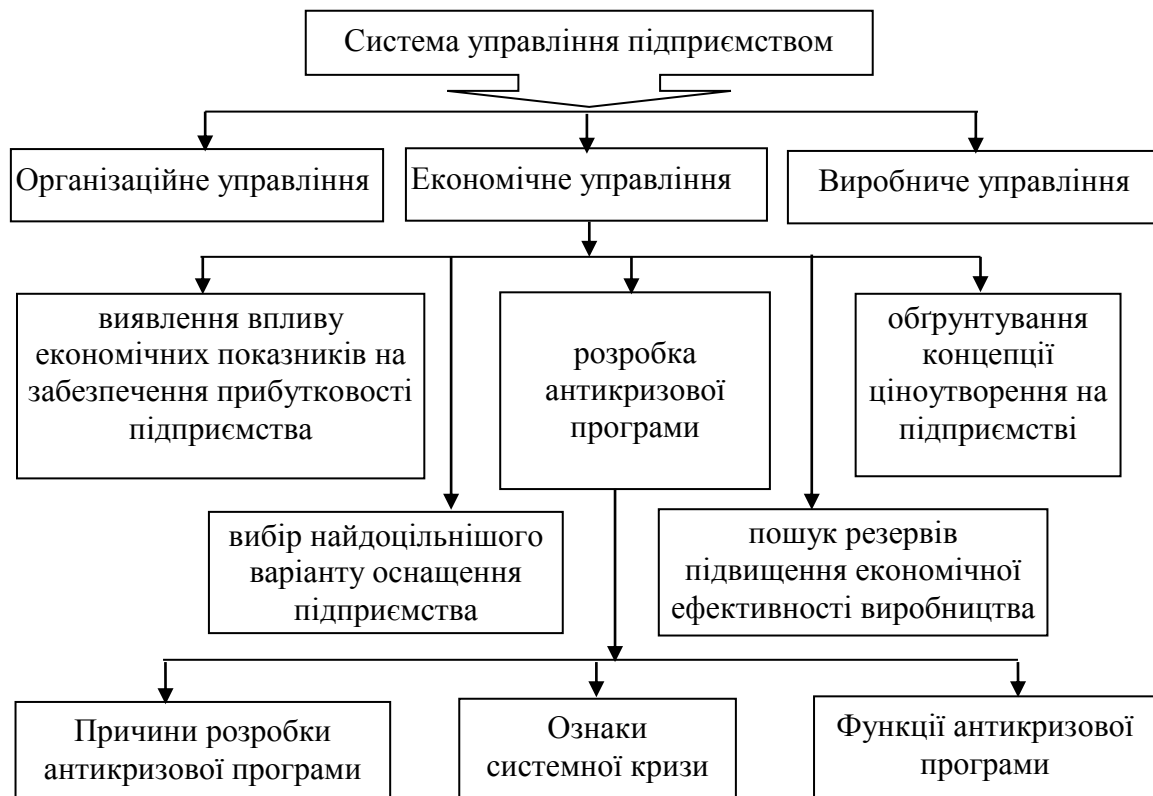 Система управління підприємством
Організаційне управління
Економічне управління
Виробниче управління
виявлення впливу
економічних показників на
забезпечення прибутковості
підприємства
розробка
антикризової
програми
обґрунтування
концепції
ціноутворення на
підприємстві
вибір найдоцільнішого
варіанту оснащення
підприємства
пошук резервів
підвищення економічної
ефективності виробництва
Причини розробки
антикризової програми
Ознаки
системної кризи
Функції антикризової
програми